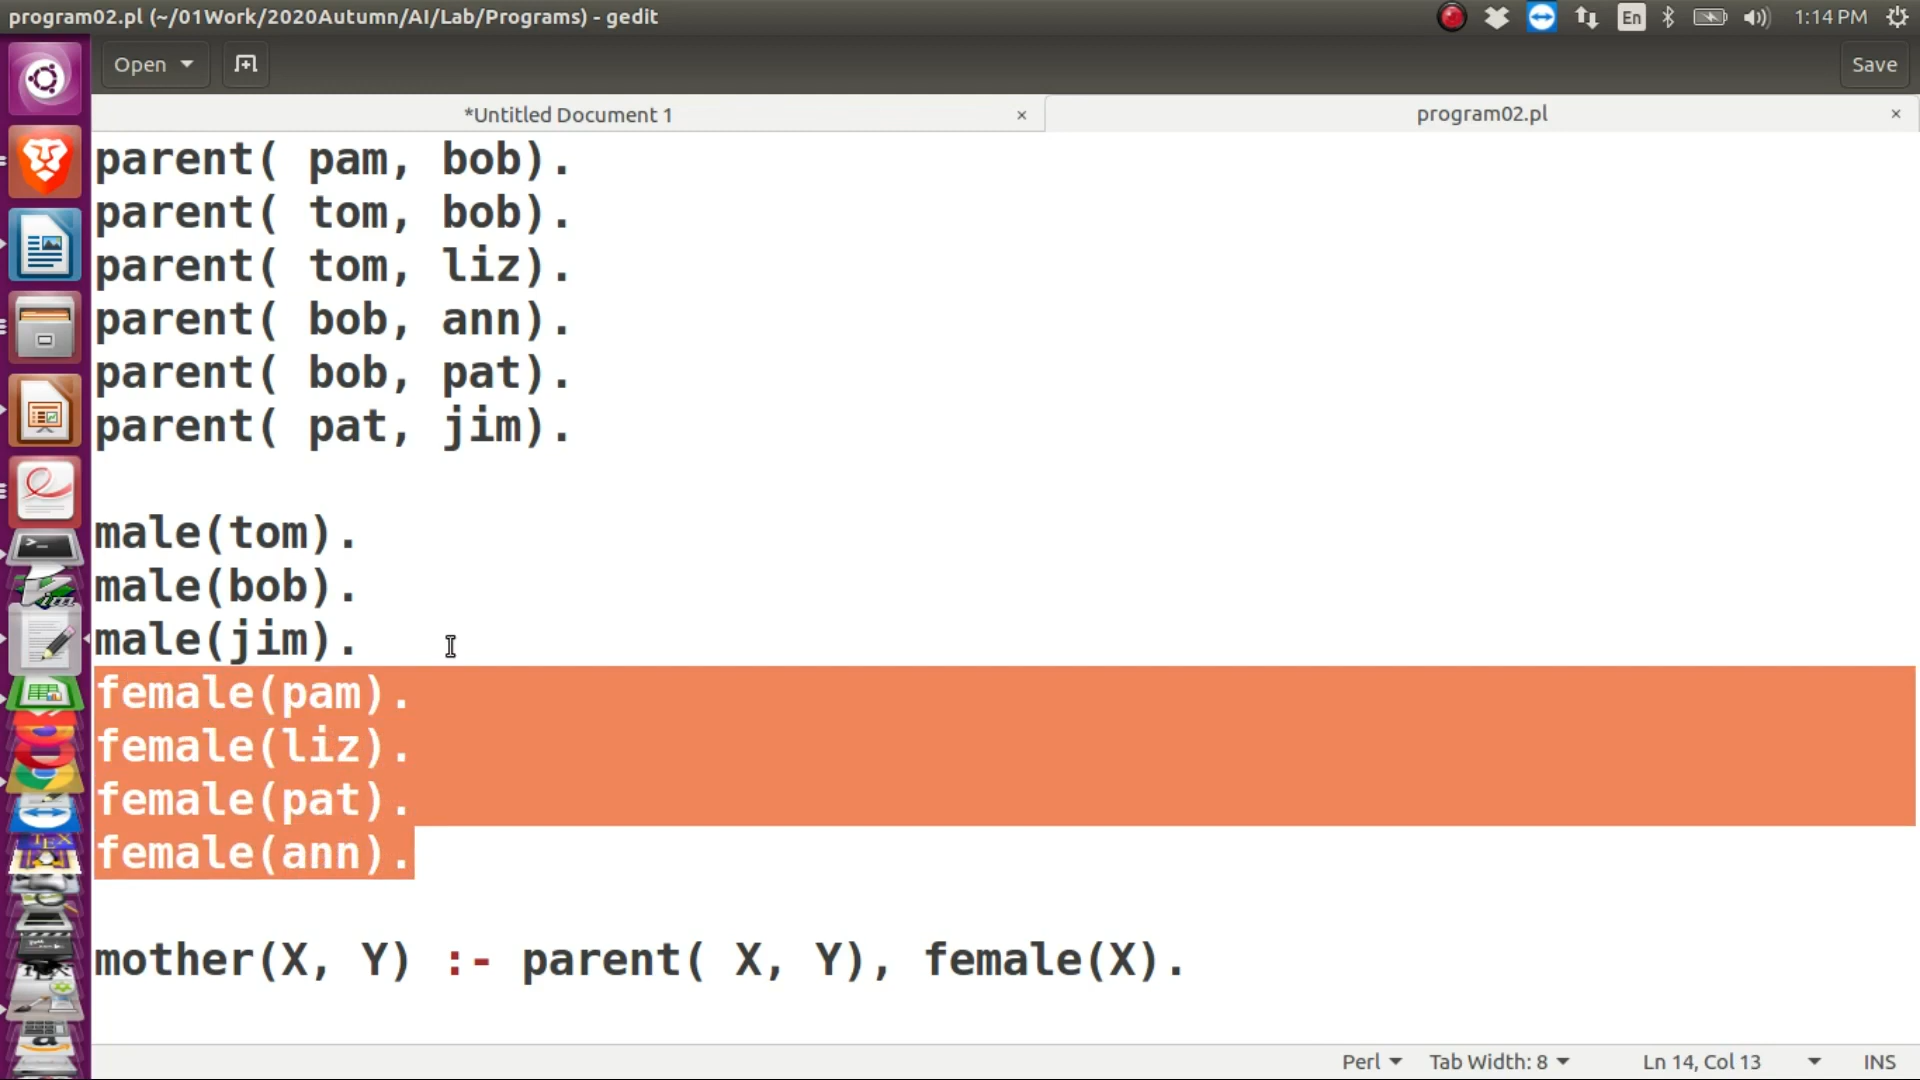 program02.pl (~/01Work/2020Autumn/AI/Lab/Programs) - gedit
En
1:14 PM
Open
Save
*Untitled Document 1
program02.pl
parent( pam, bob).
parent( tom, bob).
parent( tom, liz).
parent( bob, ann).
parent( bob, pat).
parent( pat, jim).
male(tom).
male(bob).
male(jim).
female(pam).
female(liz).
female(pat).
female(ann).
mother(X, Y) :- parent( X, Y), female(X).
Perl
Tab Width: 8
Ln 14, Col 13
INS